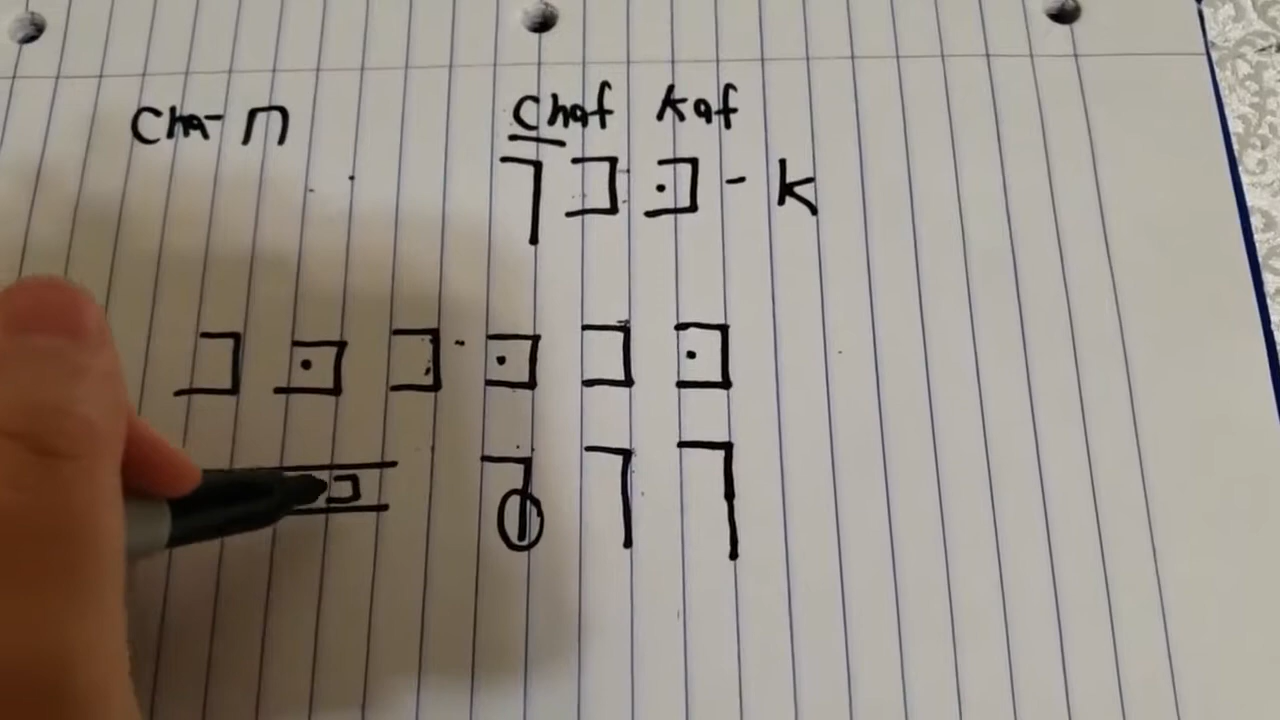 Cha- ח Chaf Kaf
כּ כ ך - K
כּ כ כּ כ כּ כ
ך ך ך כ